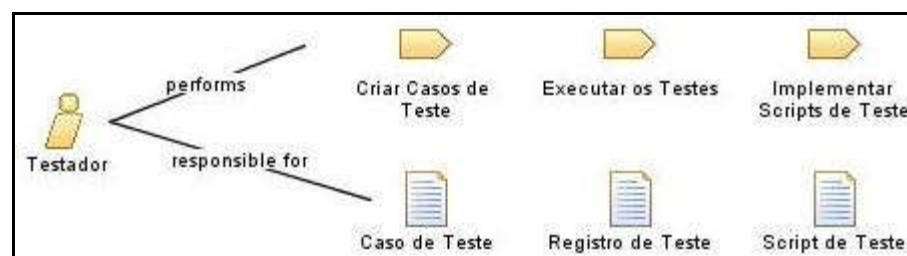 performs
Criar Casos de
Teste
Executar os Testes
Implementar
Scripts de Teste
Testador
responsible for
Caso de Teste
Registro de Teste
Script de Teste